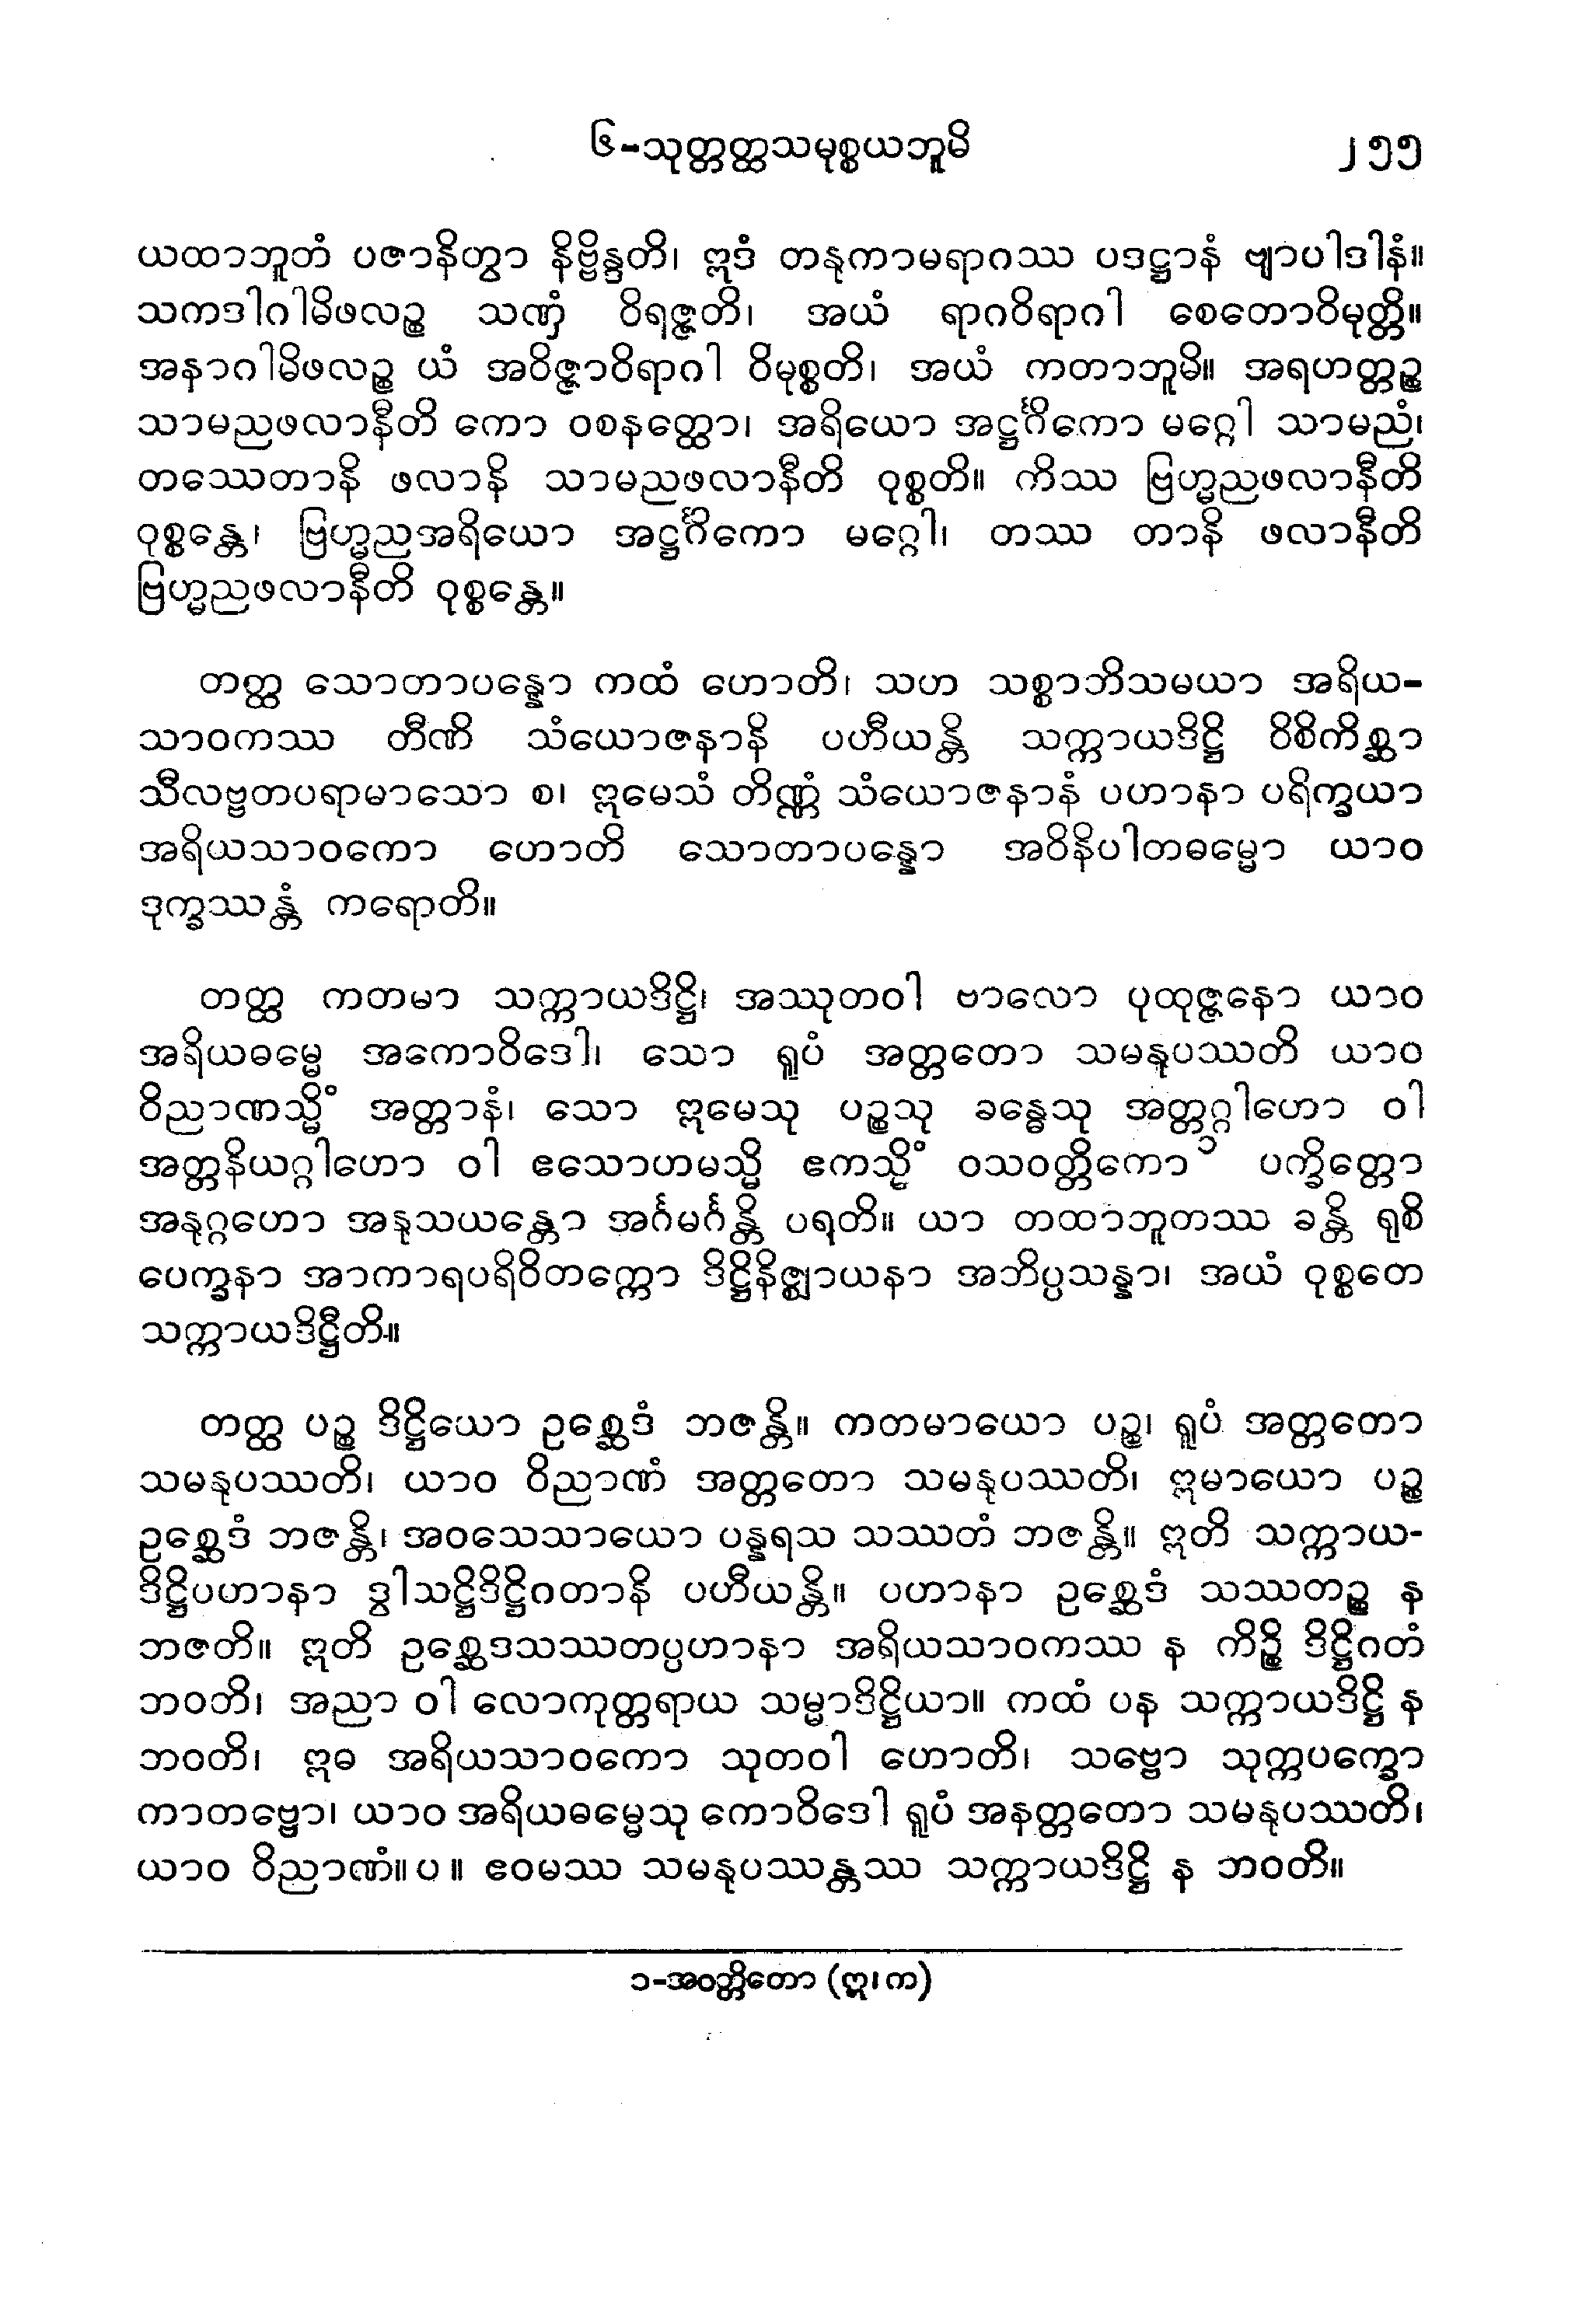 ၆-သုတ္တတ္ထသမုစ္စယဘူမိ ၂၅၅
ယထာဘူတံ ပဇာနိတွာ နိဗ္ဗိန္ဒတိ၊ ဣဒံ တနုကာမရာဂဿ ပဒဋ္ဌာနံ ဗျာပါဒါနံ။
သကဒါဂါမိဖလဉ္စ သဏှံ ဝိရဇ္ဇတိ၊ အယံ ရာဂဝိရာဂါ စေတောဝိမုတ္တိ။
အနာဂါမိဖလဉ္စ ယံ အဝိဇ္ဇာဝိရာဂါ ဝိမုစ္စတိ၊ အယံ ကတာဘူမိ။ အရဟတ္တဉ္စ
သာမညဖလာနီတိ ကော ဝစနတ္ထော၊ အရိယော အဋ္ဌင်္ဂိကော မဂ္ဂေါ သာမညံ၊
တဿေတာနိ ဖလာနိ သာမညဖလာနီတိ ဝုစ္စတိ။ ကိဿ ဗြဟ္မညဖလာနီတိ
ဝုစ္စန္တေ၊ ဗြဟ္မညအရိယော အဋ္ဌင်္ဂိကော မဂ္ဂေါ၊ တဿ တာနိ ဖလာနီတိ
ဗြဟ္မညဖလာနီတိ ဝုစ္စန္တေ။
တတ္ထ သောတာပန္နော ကထံ ဟောတိ၊ သဟ သစ္စာဘိသမယာ အရိယ-
သာဝကဿ တီဏိ သံယောဇနာနိ ပဟီယန္တိ သက္ကာယဒိဋ္ဌိ ဝိစိကိစ္ဆာ
သီလဗ္ဗတပရာမာသော စ၊ ဣမေသံ တိဏ္ဏံ သံယောဇနာနံ ပဟာနာ ပရိက္ခယာ
အရိယသာဝကော ဟောတိ သောတာပန္နော အဝိနိပါတဓမ္မော ယာဝ
ဒုက္ခဿန္တံ ကရောတိ။
တတ္ထ ကတမာ သက္ကာယဒိဋ္ဌိ၊ အဿုတဝါ ဗာလော ပုထုဇ္ဇနော ယာဝ
အရိယဓမ္မေ အကောဝိဒေါ၊ သော ရူပံ အတ္တတော သမနုပဿတိ ယာဝ
ဝိညာဏသ္မိံ အတ္တာနံ၊ သော ဣမေသု ပဉ္စသု ခန္ဓေသု အတ္တဂ္ဂါဟော ဝါ
အတ္တနိယဂ္ဂါဟော ဝါ ဧသောဟမသ္မိ ဧကသ္မိံ ဝသဝတ္တိကော ၁ ပက္ခိတ္တော
အနုဂ္ဂဟော အနုသယန္တော အင်္ဂမင်္ဂန္တိ ပရတိ။ ယာ တထာဘူတဿ ခန္တိ ရုစိ
ပေက္ခနာ အာကာရပရိဝိတက္ကော ဒိဋ္ဌိနိဇ္ဈာယနာ အဘိပ္ပသန္နာ၊ အယံ ဝုစ္စတေ
သက္ကာယဒိဋ္ဌီတိ။
တတ္ထ ပဉ္စ ဒိဋ္ဌိယော ဥစ္ဆေဒံ ဘဇန္တိ။ ကတမာယော ပဉ္စ၊ ရူပံ အတ္တတော
သမနုပဿတိ၊ ယာဝ ဝိညာဏံ အတ္တတော သမနုပဿတိ၊ ဣမာယော ပဉ္စ
ဥစ္ဆေဒံ ဘဇန္တိ၊ အဝသေသာယော ပန္နရသ သဿတံ ဘဇန္တိ။ ဣတိ သက္ကာယ-
ဒိဋ္ဌိပဟာနာ ဒွါသဋ္ဌိဒိဋ္ဌိဂတာနိ ပဟီယန္တိ။ ပဟာနာ ဥစ္ဆေဒံ သဿတဉ္စ န
ဘဇတိ။ ဣတိ ဥစ္ဆေဒသဿတပ္ပဟာနာ အရိယသာဝကဿ န ကိဉ္စိ ဒိဋ္ဌိဂတံ
ဘဝတိ၊ အညာ ဝါ လောကုတ္တရာယ သမ္မာဒိဋ္ဌိယာ။ ကထံ ပန သက္ကာယဒိဋ္ဌိ န
ဘဝတိ၊ ဣဓ အရိယသာဝကော သုတဝါ ဟောတိ၊ သဗ္ဗော သုက္ကပက္ခော
ကာတဗ္ဗော၊ ယာဝ အရိယဓမ္မေသု ကောဝိဒေါ ရူပံ အနတ္တတော သမနုပဿတိ၊
ယာဝ ဝိညာဏံ။ ပ ။ ဧဝမဿ သမနုပဿန္တဿ သက္ကာယဒိဋ္ဌိ န ဘဝတိ။
၁-အဝတ္တိတော (ဣ၊ က)